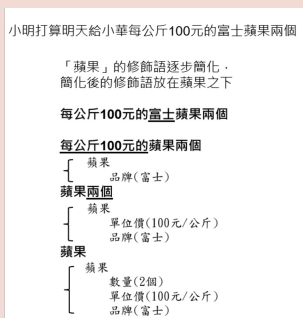 小明打算明天給小華每公斤100元的富士蘋果兩個
「蘋果」的修飾語逐步簡化，
簡化後的修飾語放在蘋果之下
每公斤100元的富士蘋果兩個
每公斤100元的蘋果兩個
蘋果
品牌(富士)
蘋果兩個
蘋果
單位價(100元/公斤)
品牌(富士)
蘋果
蘋果
數量(2個)
單位價(100元/公斤)
品牌(富士)